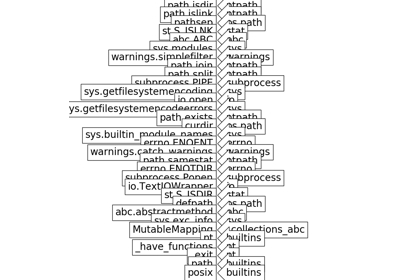 path.isdir ntpath
path.islink ntpath
pathsep os.path
st.S_ISLNK stat
abc.ABC abc
sys.modules sys
warnings.simplefilter warnings
path.join ntpath
path.split ntpath
subprocess.PIPE subprocess
sys.getfilesystemencoding sys
io.open io
ys.getfilesystemencodeerrors sys
path.exists ntpath
curdir os.path
sys.builtin_module_names sys
errno.ENOENT errno
warnings.catch_warnings warnings
path.samestat ntpath
errno.ENOTDIR errno
subprocess.Popen subprocess
io.TextIOWrapper io
st.S_ISDIR stat
defpath os.path
abc.abstractmethod abc
sys.exc_info sys
MutableMapping _collections_abc
nt builtins
_have_functions nt
_exit nt
path builtins
posix builtins